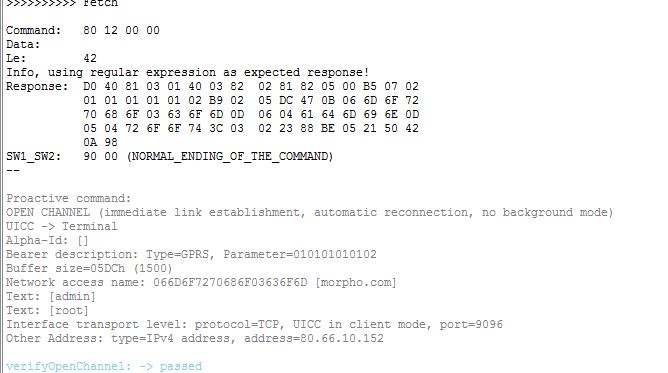 >>>>>>>>>> Fetch
Command: 80 12 00 00
Data:
Le: 42
Info, using regular expression as expected response!
Response: D0 40 81 03 01 40 03 82 02 81 82 05 00 B5 07 02
01 01 01 01 01 02 B9 02 05 DC 47 0B 06 6D 6F 72
70 68 6F 03 63 6F 6D 0D 06 04 61 64 6D 69 6E 0D
05 04 72 6F 6F 74 3C 03 02 23 88 BE 05 21 50 42
0A 98
SW1_SW2: 90 00 (NORMAL_ENDING_OF_THE_COMMAND)
--
Proactive command:
OPEN CHANNEL (immediate link establishment, automatic reconnection, no background mode)
UICC -> Terminal
Alpha-Id: []
Bearer description: Type=GPRS, Parameter=010101010102
Buffer size=05DCh (1500)
Network access name: 066D6F7270686F03636F6D [morpho.com]
Text: [admin]
Text: [root]
Interface transport level: protocol=TCP, UICC in client mode, port=9096
Other Address: type=IPv4 address, address=80.66.10.152
verifyOpenChannel: -> passed